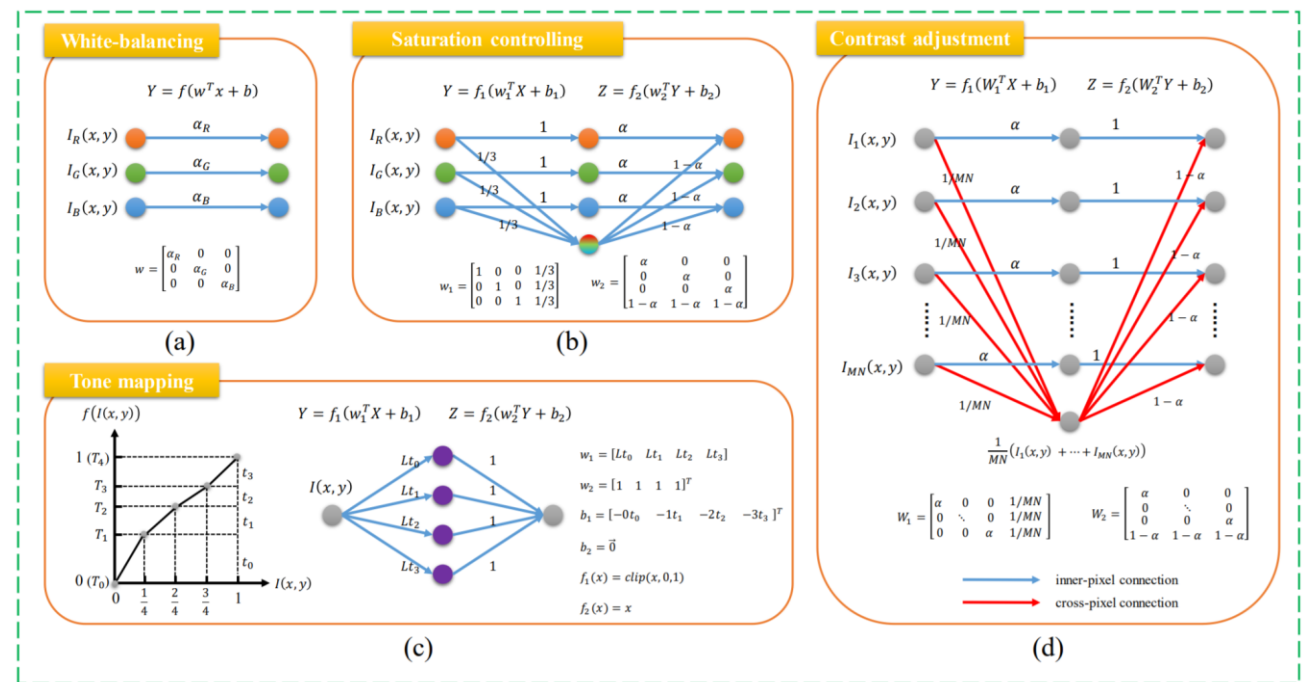 White-balancing
Y = f(w^T x + b)
I_R(x, y) α_R
I_G(x, y) α_G
I_B(x, y) α_B
w = [α_R 0 0
0 α_G 0
0 0 α_B]
(a)
Saturation controlling
Y = f_1(w_1^T X + b_1) Z = f_2(w_2^T Y + b_2)
I_R(x, y) 1 α
1/3 1 − α
I_G(x, y) 1 α
1/3 1 − α
I_B(x, y) 1 α
1/3 1 − α
w_1 = [1 0 0 1/3
0 1 0 1/3
0 0 1 1/3]
w_2 = [α 0 0
0 α 0
0 0 α
1 − α 1 − α 1 − α]
(b)
Tone mapping
f(I(x, y))
1 (T_4)
T_3
T_2
T_1
0 (T_0)
t_3
t_2
t_1
t_0
I(x, y)
0 1/4 2/4 3/4 1
Y = f_1(w_1^T X + b_1) Z = f_2(w_2^T Y + b_2)
I(x, y)
Lt_0 1
Lt_1 1
Lt_2 1
Lt_3 1
w_1 = [Lt_0 Lt_1 Lt_2 Lt_3]
w_2 = [1 1 1 1]^T
b_1 = [−0t_0 −1t_1 −2t_2 −3t_3 ]^T
b_2 = 0⃗
f_1(x) = clip(x, 0,1)
f_2(x) = x
(c)
Contrast adjustment
Y = f_1(W_1^T X + b_1) Z = f_2(W_2^T Y + b_2)
I_1(x, y) α 1
1/MN 1 − α
I_2(x, y) α 1
1/MN 1 − α
I_3(x, y) α 1
1/MN 1 − α
I_MN(x, y) α 1
1/MN 1 − α
1/MN (I_1(x, y) + ⋯ + I_MN(x, y))
W_1 = [α 0 0 1/MN
0 ⋱ 0 1/MN
0 0 α 1/MN]
W_2 = [α 0 0
0 ⋱ 0
0 0 α
1 − α 1 − α 1 − α]
inner-pixel connection
cross-pixel connection
(d)